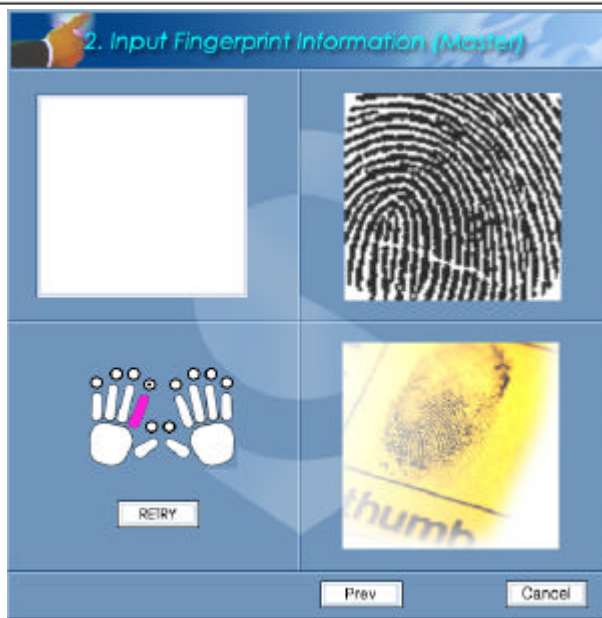 2. Input Fingerprint Information (Master)
RETRY
thumb
Prev
Cancel